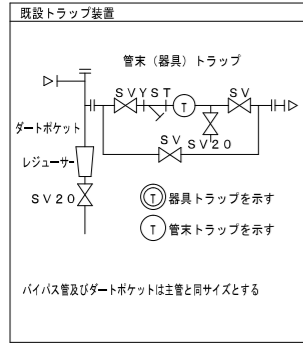 既設トラップ装置
管末（器具）トラップ
SV YST SV
T
ダートポケット
SV SV20
レジューサー
SV20
T 器具トラップを示す
T 管末トラップを示す
バイパス管及びダートポケットは主管と同サイズとする